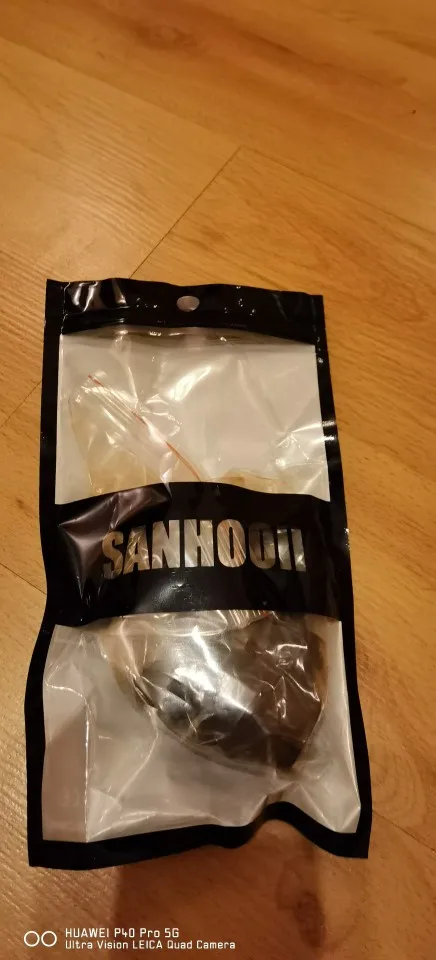 SANHOOII
HUAWEI P40 Pro 5G
Ultra Vision LEICA Quad Camera